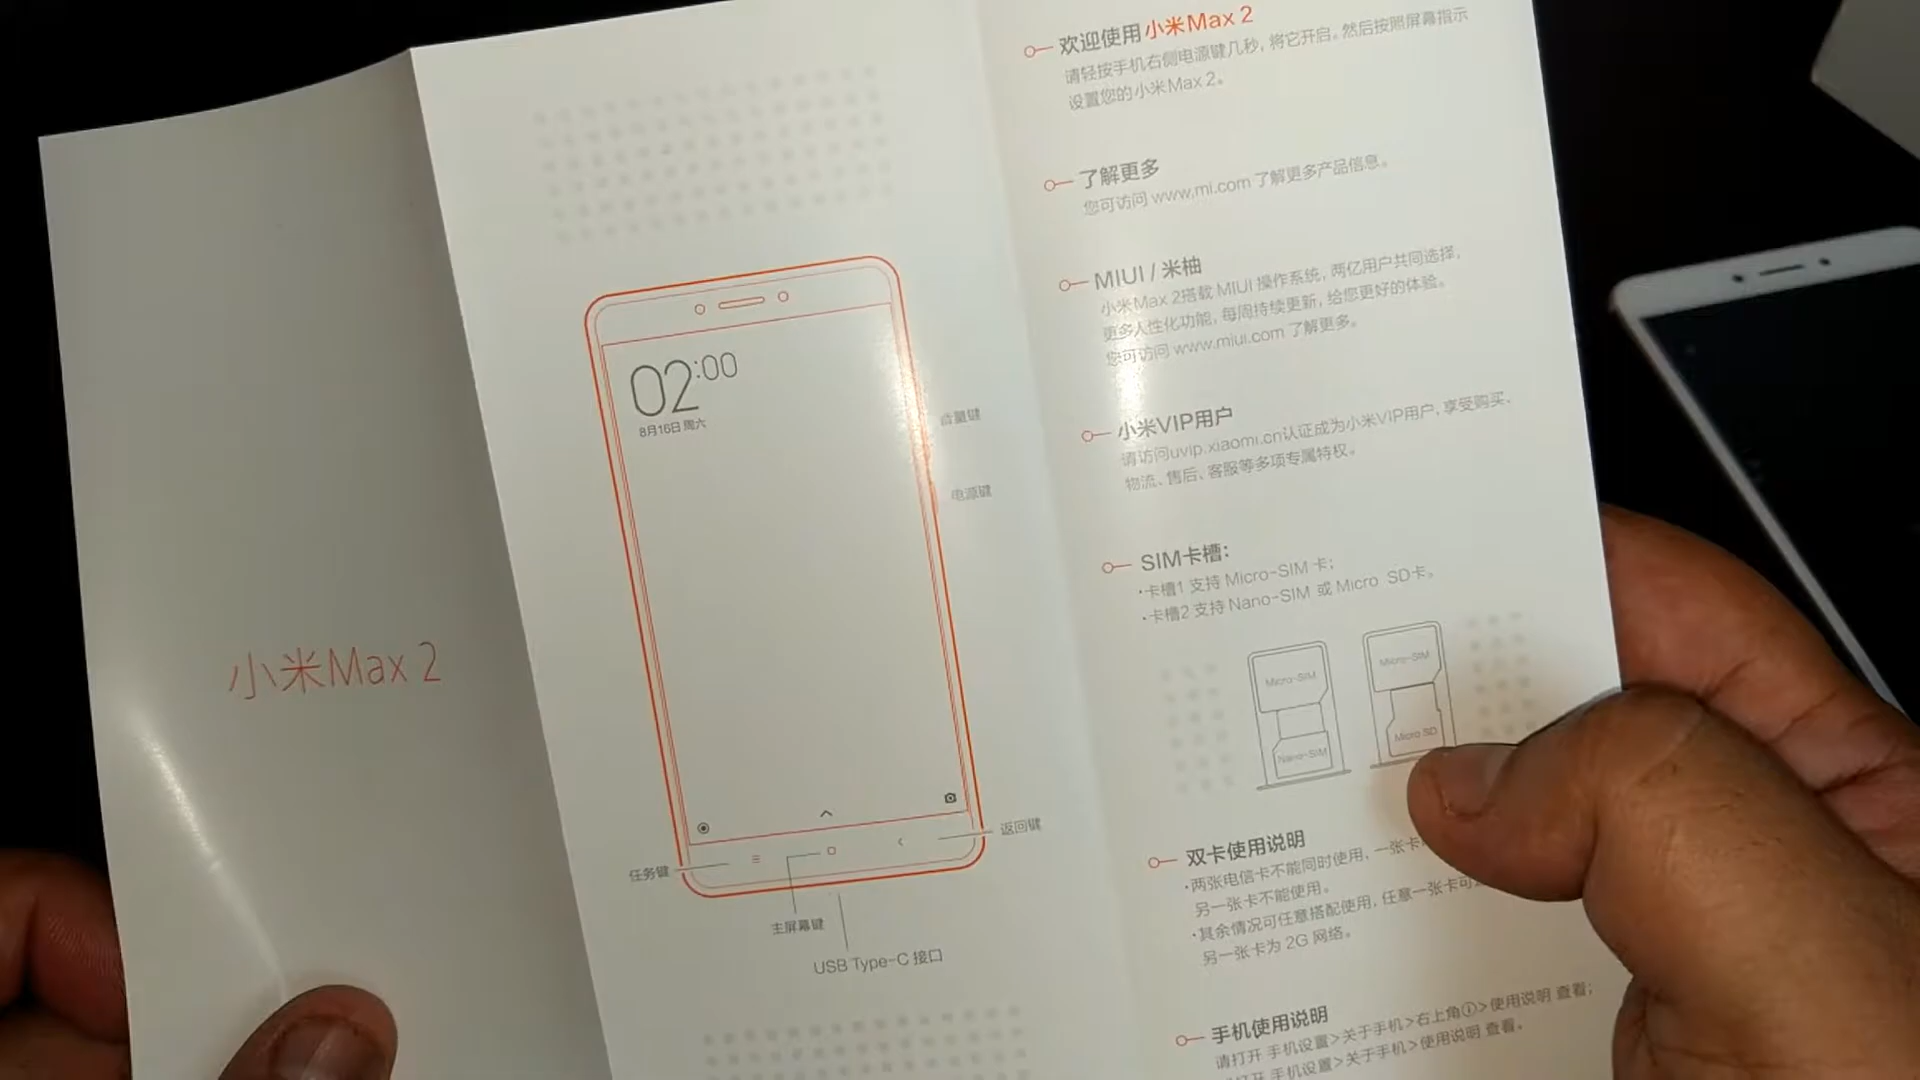 小米Max 2
02:00
8月16日 周六
音量键
电源键
返回键
任务键
主屏幕键
USB Type-C 接口
欢迎使用小米Max 2
请轻按手机右侧电源键几秒，将它开启。然后按照屏幕指示
设置您的小米Max 2。
了解更多
您可访问 www.mi.com 了解更多产品信息。
MIUI / 米柚
小米Max 2搭载 MIUI 操作系统，两亿用户共同选择，
更多人性化功能，每周持续更新，给您更好的体验。
您可访问 www.miui.com 了解更多。
小米VIP用户
请访问uvip.xiaomi.cn认证成为小米VIP用户，享受购买、
物流、售后、客服等多项专属特权。
SIM卡槽：
·卡槽1 支持 Micro-SIM 卡；
·卡槽2 支持 Nano-SIM 或 Micro SD卡。
Micro-SIM
Nano-SIM
Micro-SIM
Micro SD
双卡使用说明
·两张电信卡不能同时使用，一张卡
另一张卡不能使用。
·其余情况可任意搭配使用，任意一张卡可
另一张卡为 2G 网络。
手机使用说明
请打开 手机设置>关于手机>右上角ⓘ>使用说明 查看；
打开 手机设置>关于手机>使用说明 查看。